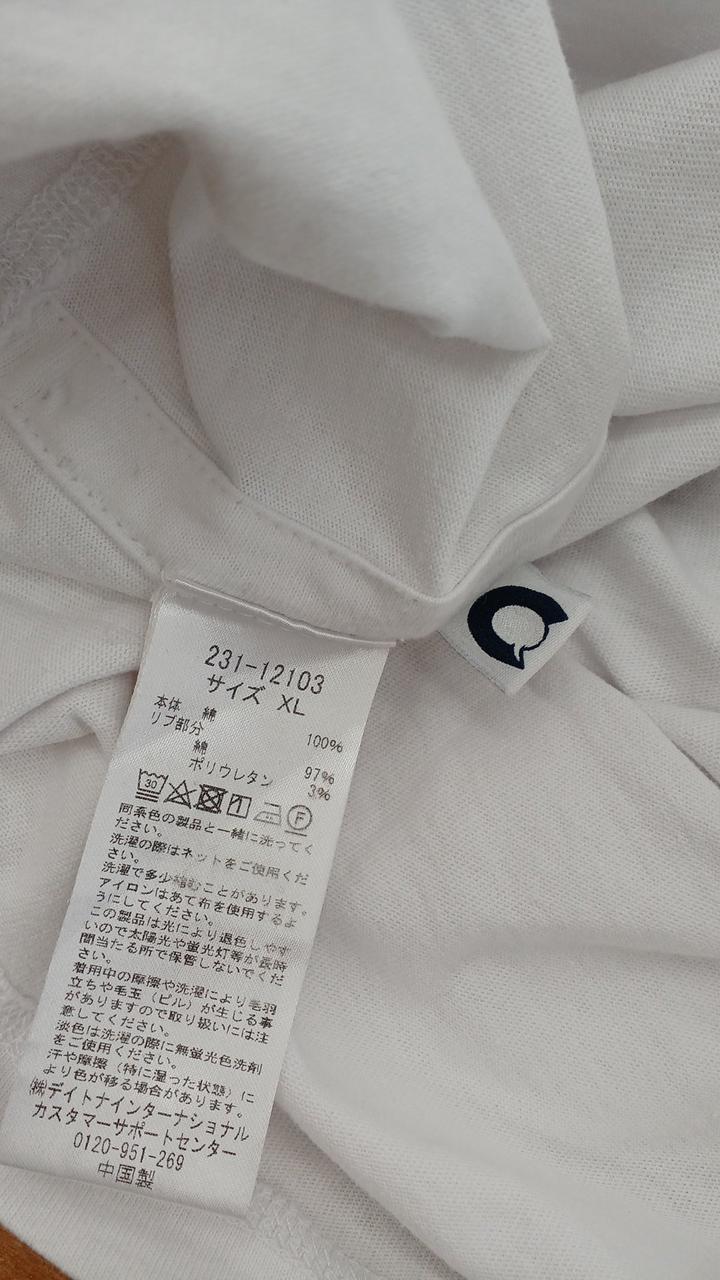 231-12103
サイズ XL
本体 綿 100%
リブ部分
綿 97%
ポリウレタン 3%
30
F
同系色の製品と一緒に洗ってく
ださい。
洗濯の際はネットをご使用くだ
さい。
洗濯で多少縮むことがあります。
アイロンはあて布を使用するよ
うにしてください。
この製品は光により退色しやす
いので太陽光や蛍光灯等が長時
間当たる所で保管しないでくだ
さい。
着用中の摩擦や洗濯により毛羽
立ちや毛玉（ピル）が生じる事
がありますので取り扱いには注
意してください。
淡色は洗濯の際に無蛍光色洗剤
をご使用ください。
汗や摩擦（特に湿った状態）に
より色が移る場合があります。
㈱デイトナインターナショナル
カスタマーサポートセンター
0120-951-269
中国製